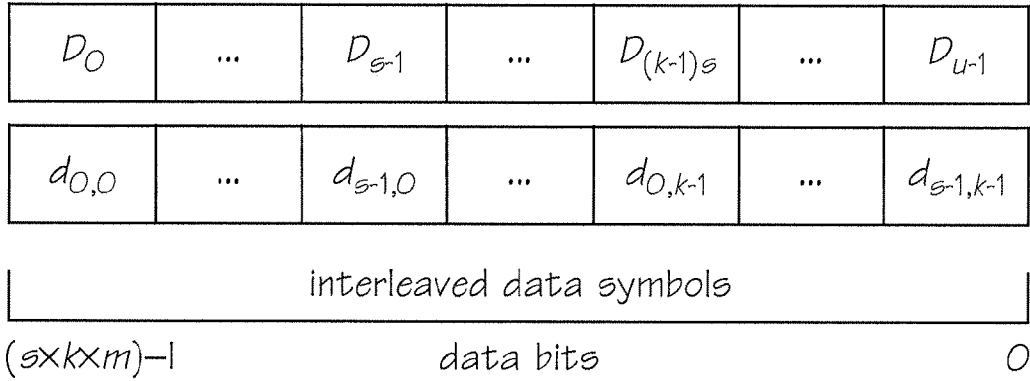 D₀ ... Dₛ₋₁ ... D₍ₖ₋₁₎ₛ ... Dᵤ₋₁
d₀,₀ ... dₛ₋₁,₀ ... d₀,ₖ₋₁ ... dₛ₋₁,ₖ₋₁
interleaved data symbols
(s×k×m)–1 data bits 0